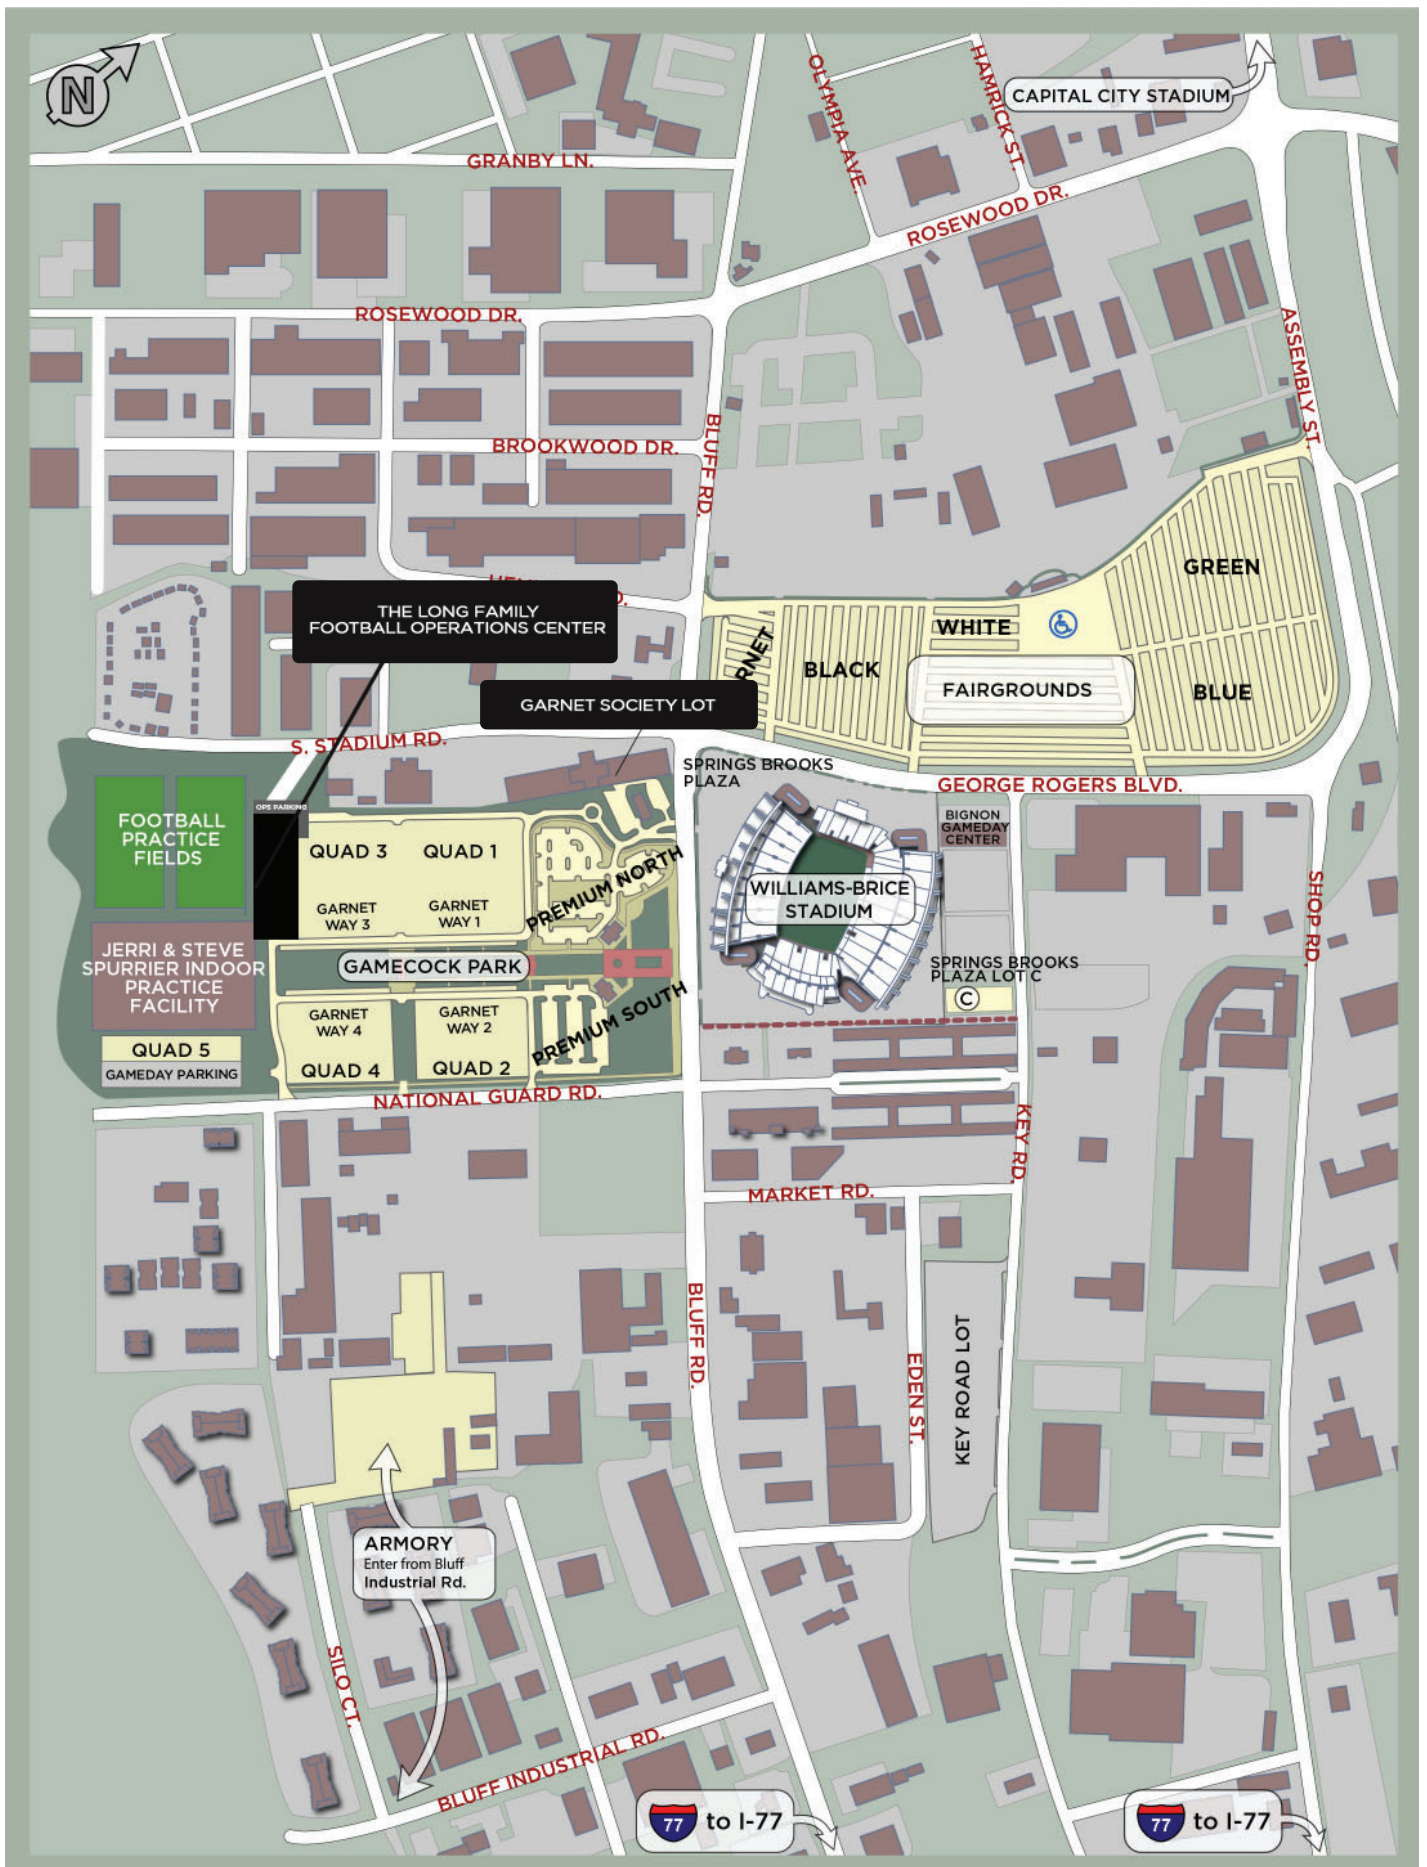 N
CAPITAL CITY STADIUM
OLYMPIA AVE.
HAMRICK ST.
GRANBY LN.
ROSEWOOD DR.
ROSEWOOD DR.
ASSEMBLY ST.
BLUFF RD.
BROOKWOOD DR.
THE LONG FAMILY
FOOTBALL OPERATIONS CENTER
GREEN
WHITE
BLACK
FAIRGROUNDS
BLUE
GARNET SOCIETY LOT
S. STADIUM RD.
SPRINGS BROOKS
PLAZA
GEORGE ROGERS BLVD.
OPS PARKING
FOOTBALL
PRACTICE
FIELDS
QUAD 3
QUAD 1
GARNET
WAY 3
GARNET
WAY 1
PREMIUM NORTH
BIGNON
GAMEDAY
CENTER
WILLIAMS-BRICE
STADIUM
SHOP RD.
JERRI & STEVE
SPURRIER INDOOR
PRACTICE
FACILITY
GAMECOCK PARK
SPRINGS BROOKS
PLAZA LOT C
C
GARNET
WAY 4
GARNET
WAY 2
PREMIUM SOUTH
QUAD 5
GAMEDAY PARKING
QUAD 4
QUAD 2
NATIONAL GUARD RD.
KEY RD.
MARKET RD.
BLUFF RD.
EDEN ST.
KEY ROAD LOT
ARMORY
Enter from Bluff
Industrial Rd.
SILO CT.
BLUFF INDUSTRIAL RD.
77
to I-77
77
to I-77